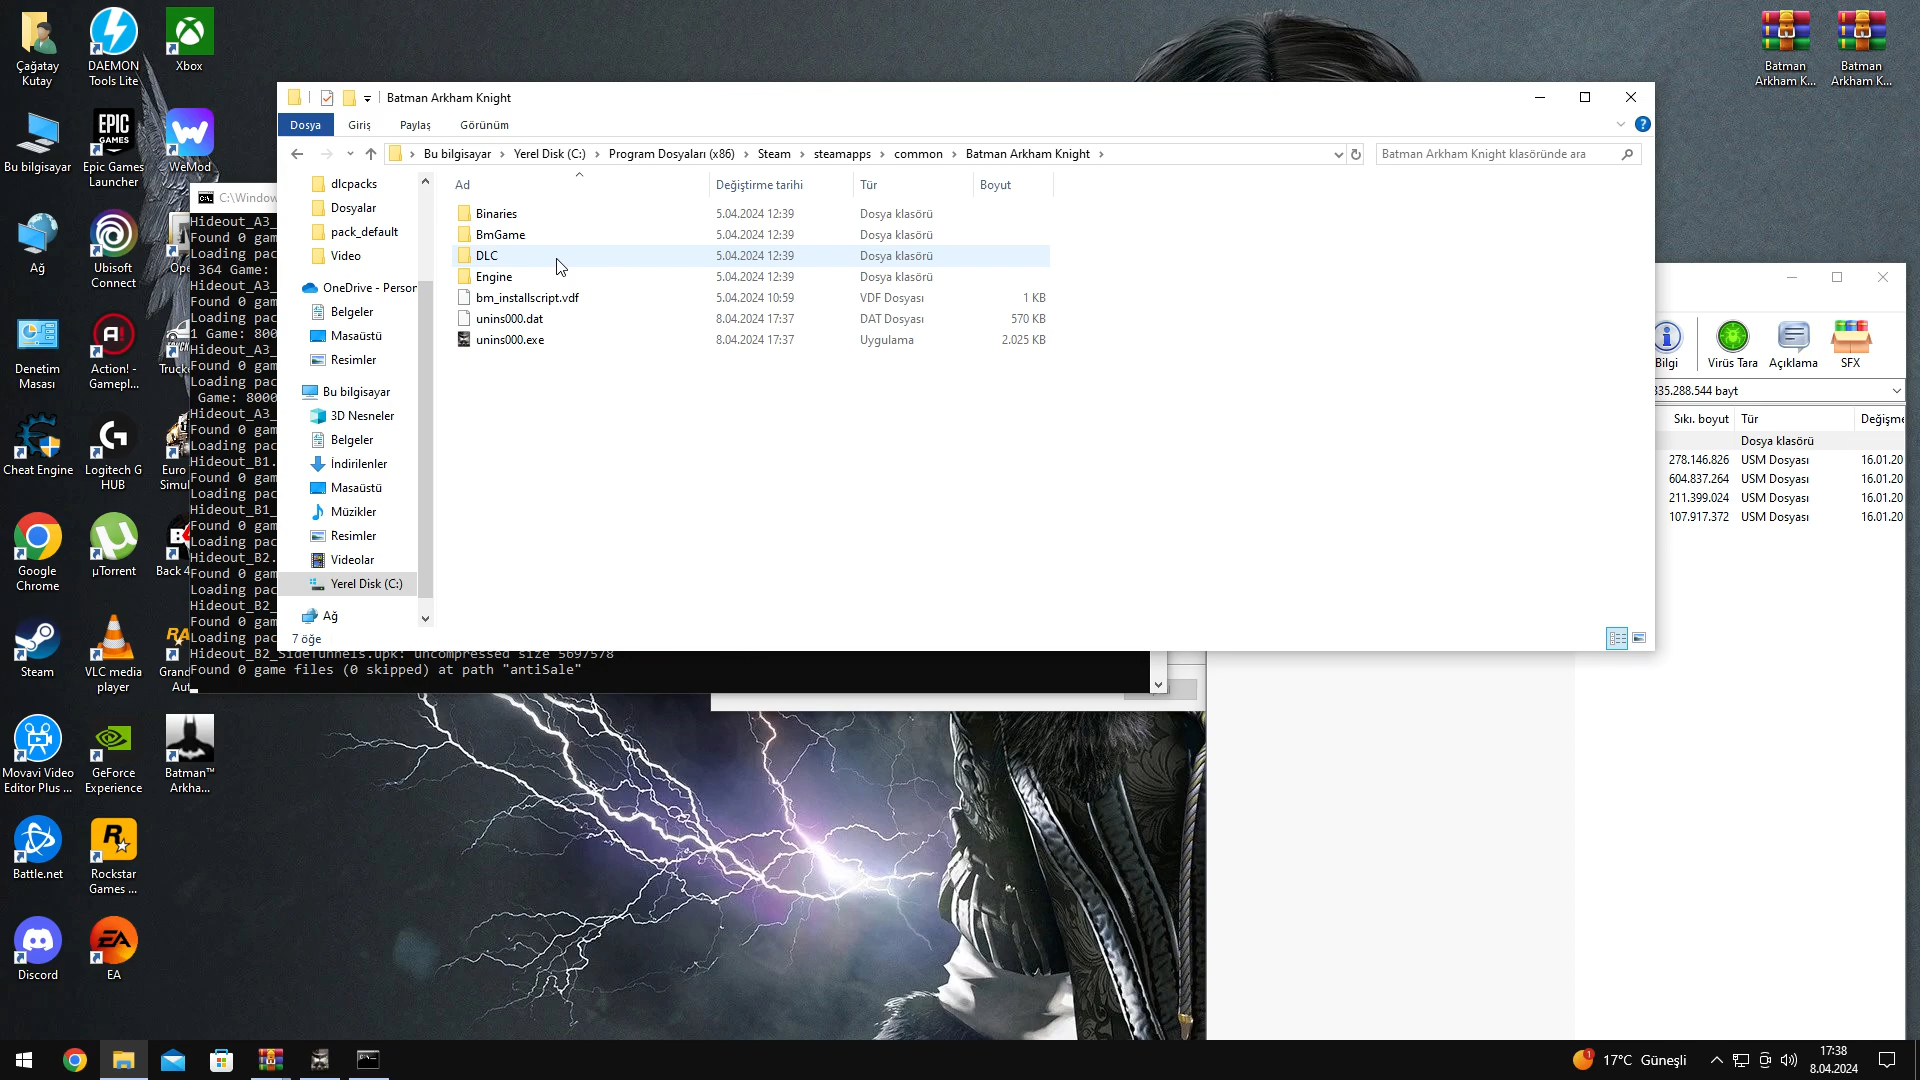 Çağatay
Kutay
DAEMON
Tools Lite
Xbox
Bu bilgisayar
EPIC
GAMES
Epic Games
Launcher
WeMod
Ağ
Ubisoft
Connect
Denetim
Masası
Action! -
Gamepl...
Cheat Engine
Logitech G
HUB
Google
Chrome
µTorrent
Steam
VLC media
player
Movavi Video
Editor Plus ...
GeForce
Experience
Batman™
Arkha...
Battle.net
Rockstar
Games ...
Discord
EA
EA
Batman
Arkham K...
Batman
Arkham K...
Batman Arkham Knight
Dosya
Giriş
Paylaş
Görünüm
Bu bilgisayar
Yerel Disk (C:)
Program Dosyaları (x86)
Steam
steamapps
common
Batman Arkham Knight
Batman Arkham Knight klasöründe ara
dlcpacks
Dosyalar
pack_default
Video
OneDrive - Person
Belgeler
Masaüstü
Resimler
Bu bilgisayar
3D Nesneler
Belgeler
İndirilenler
Masaüstü
Müzikler
Resimler
Videolar
Yerel Disk (C:)
Ağ
7 öğe
Ad Değiştirme tarihi Tür Boyut
Binaries 5.04.2024 12:39 Dosya klasörü
BmGame 5.04.2024 12:39 Dosya klasörü
DLC 5.04.2024 12:39 Dosya klasörü
Engine 5.04.2024 12:39 Dosya klasörü
bm_installscript.vdf 5.04.2024 10:59 VDF Dosyası 1 KB
unins000.dat 8.04.2024 17:37 DAT Dosyası 570 KB
unins000.exe 8.04.2024 17:37 Uygulama 2.025 KB
Hideout_A3_
Found 0 gam
Loading pac
364 Game:
Hideout_A3_
Found 0 gam
Loading pac
1 Game: 800
Hideout_A3_
Found 0 gam
Loading pac
Game: 8000
Hideout_A3_
Found 0 gam
Loading pac
Hideout_B1.
Found 0 gam
Loading pac
Hideout_B1_
Found 0 gam
Loading pac
Hideout_B2.
Found 0 gam
Loading pac
Hideout_B2_
Found 0 gam
Loading pac
Hideout_B2_SideTunnels.upk: uncompressed size 5697578
Found 0 game files (0 skipped) at path "antiSale"
Bilgi
Virüs Tara
Açıklama
SFX
335.288.544 bayt
Sıkı. boyut Tür Değişme
Dosya klasörü
278.146.826 USM Dosyası 16.01.20
604.837.264 USM Dosyası 16.01.20
211.399.024 USM Dosyası 16.01.20
107.917.372 USM Dosyası 16.01.20
1
17°C Güneşli
17:38
8.04.2024